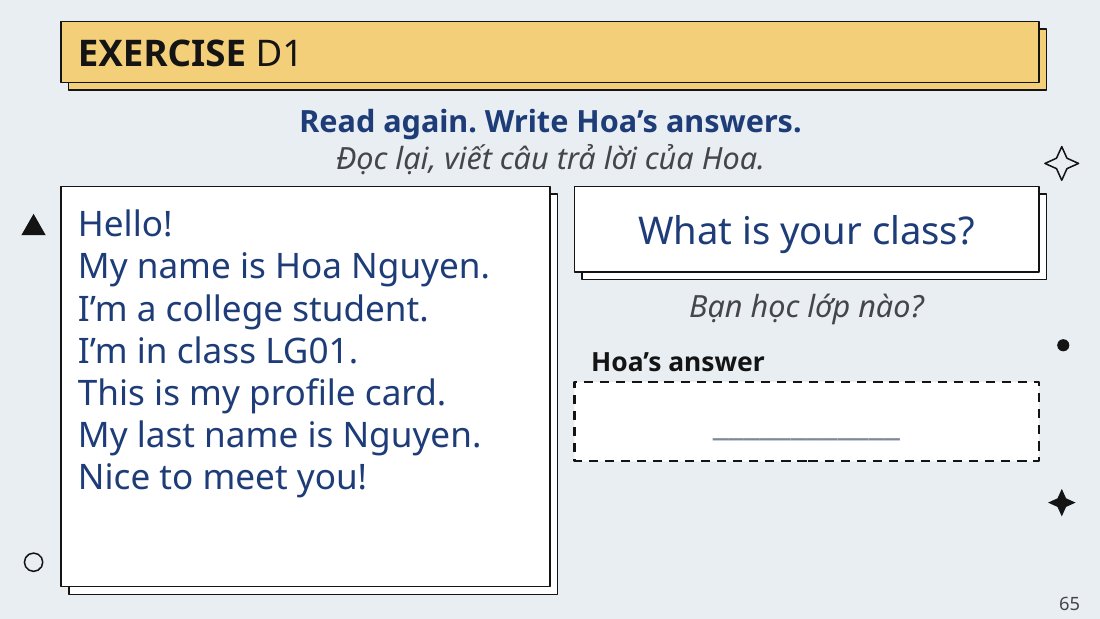 EXERCISE D1
Read again. Write Hoa’s answers.
Đọc lại, viết câu trả lời của Hoa.
Hello!
My name is Hoa Nguyen.
I’m a college student.
I’m in class LG01.
This is my profile card.
My last name is Nguyen.
Nice to meet you!
What is your class?
Bạn học lớp nào?
Hoa’s answer
_______________
65